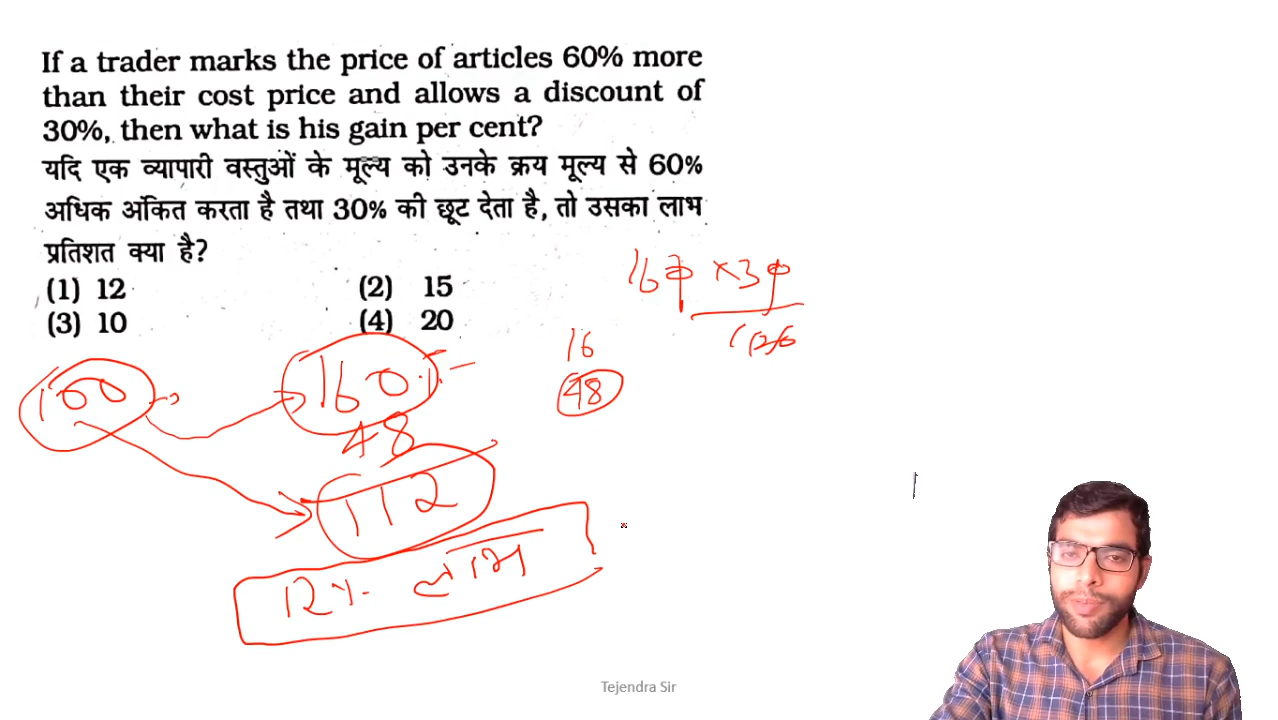 If a trader marks the price of articles 60% more
than their cost price and allows a discount of
30%, then what is his gain per cent?
यदि एक व्यापारी वस्तुओं के मूल्य को उनके क्रय मूल्य से 60%
अधिक अंकित करता है तथा 30% की छूट देता है, तो उसका लाभ
प्रतिशत क्या है?
(1) 12 (2) 15
(3) 10 (4) 20
160 × 30
16
48
100 160%
48
112
12% लाभ
Tejendra Sir